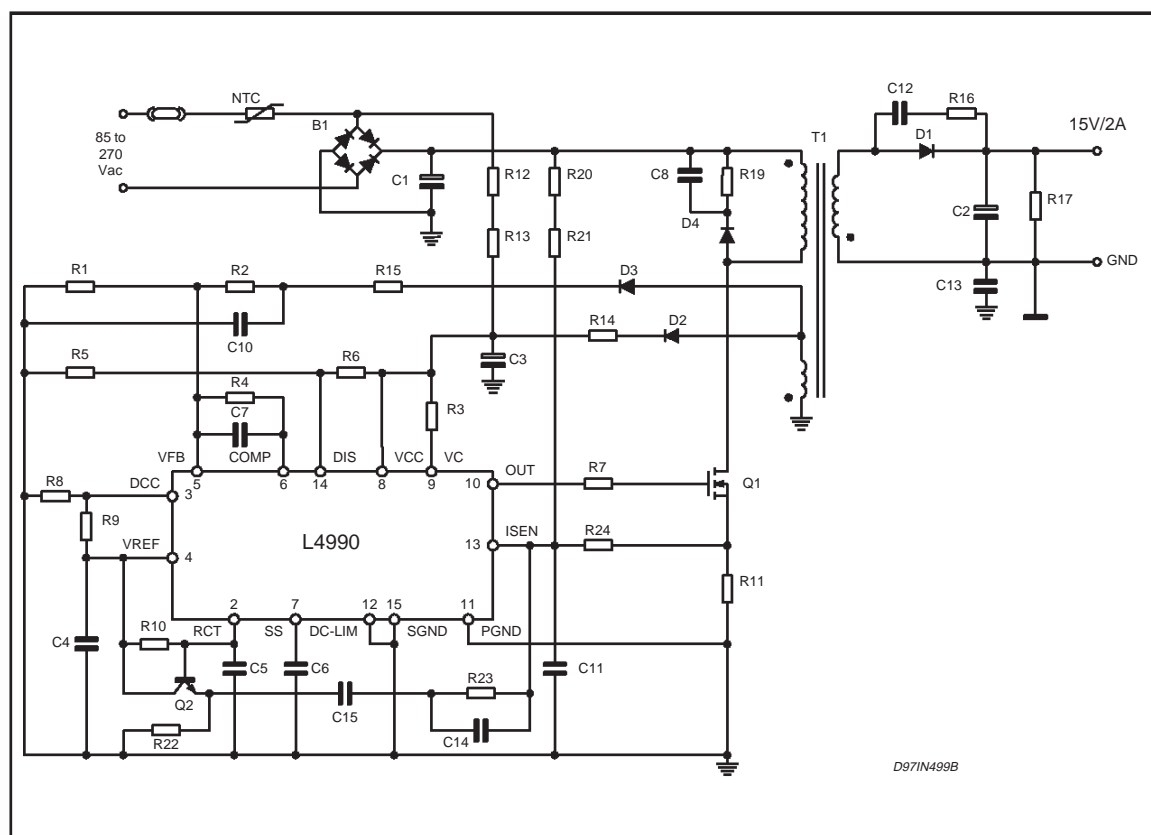 C12
R16
NTC
B1
D1
T1
15V/2A
85 to
270
Vac
C1
R12
R20
C8
R19
C2
R17
R13
R21
D4
R1
R2
R15
D3
GND
C13
C10
R14
D2
R5
R6
C3
R4
C7
R3
VFB
COMP
DIS
VCC
VC
OUT
R7
5
6
14
8
9
10
Q1
R8
DCC
3
R9
ISEN
VREF
L4990
13
R24
4
R11
2
7
12
15
11
R10
RCT
SS
DC-LIM
SGND
PGND
C4
C5
C6
C11
R23
Q2
C15
R22
C14
D97IN499B